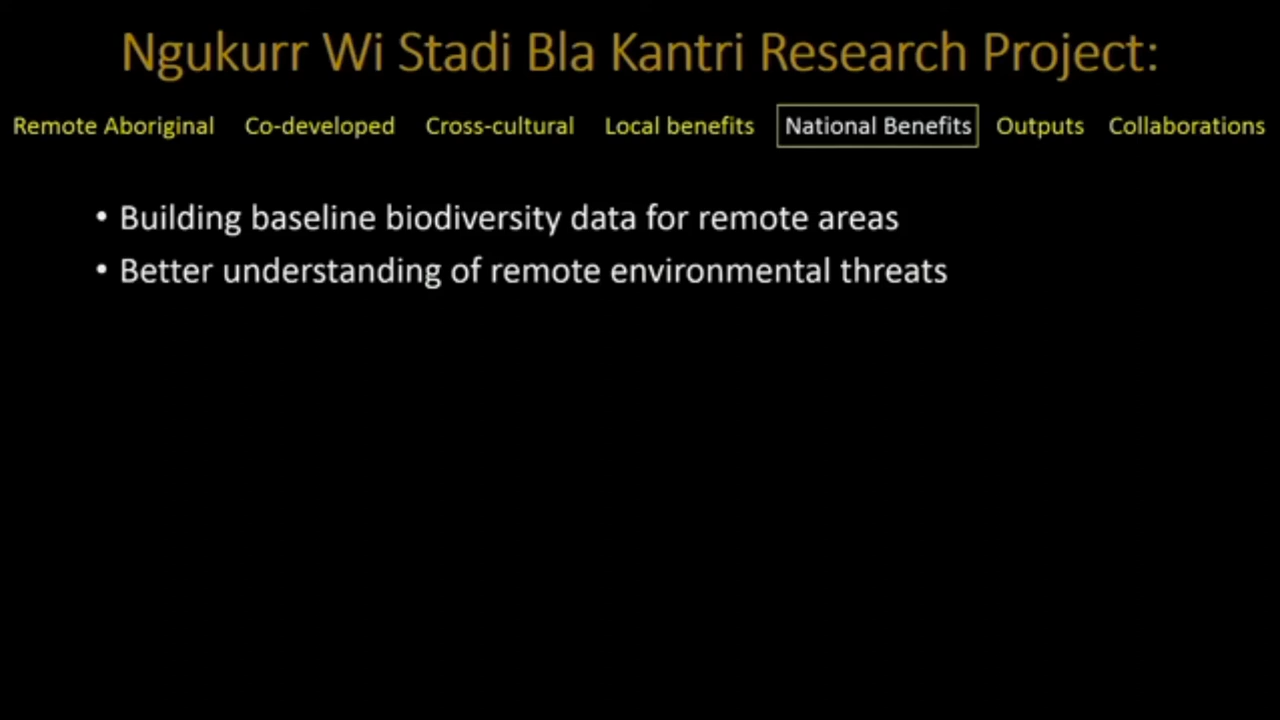 Ngukurr Wi Stadi Bla Kantri Research Project:
Remote Aboriginal Co-developed Cross-cultural Local benefits National Benefits Outputs Collaborations
• Building baseline biodiversity data for remote areas
• Better understanding of remote environmental threats